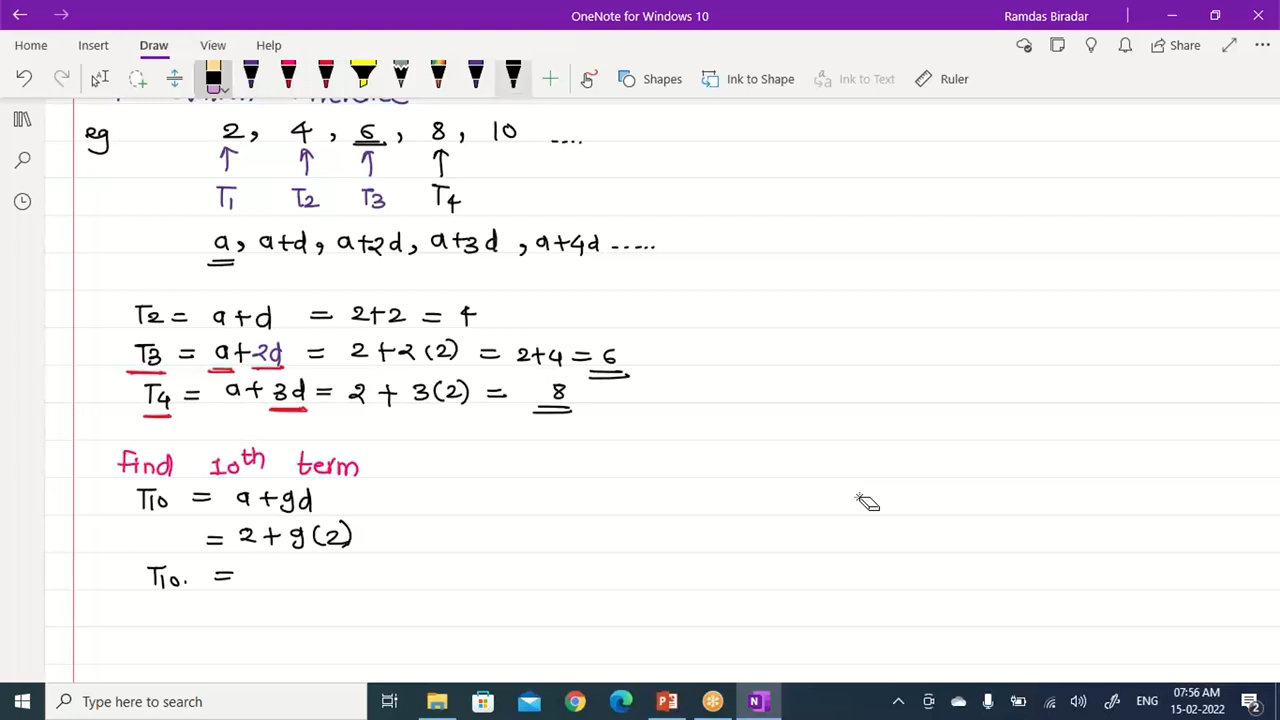 OneNote for Windows 10
Ramdas Biradar
Home Insert Draw View Help
Share
Shapes Ink to Shape Ink to Text Ruler
eg 2, 4, 6, 8, 10 ....
T1 T2 T3 T4
a, a+d, a+2d, a+3d, a+4d .....
T2 = a+d = 2+2 = 4
T3 = a+2d = 2+2(2) = 2+4 = 6
T4 = a+3d = 2+3(2) = 8
find 10th term
T10 = a+9d
= 2+9(2)
T10. =
Type here to search
ENG
07:56 AM
15-02-2022
2